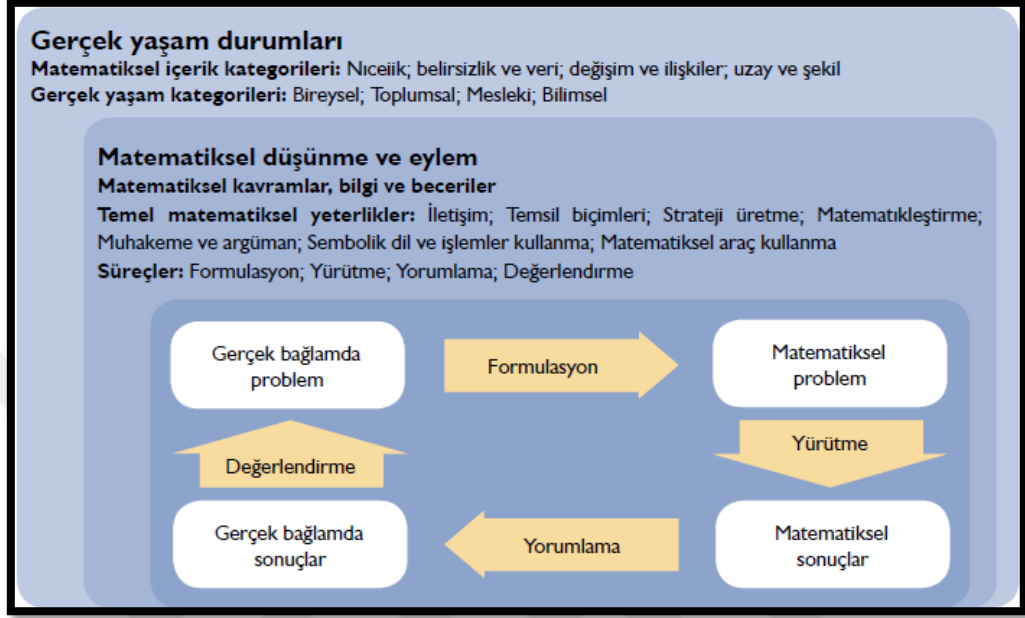 Gerçek yaşam durumları
Matematiksel içerik kategorileri: Niceiik; belirsizlik ve veri; değişim ve ilişkiler; uzay ve şekil
Gerçek yaşam kategorileri: Bireysel; Toplumsal; Mesleki; Bilimsel
Matematiksel düşünme ve eylem
Matematiksel kavramlar, bilgi ve beceriler
Temel matematiksel yeterlikler: İletişim; Temsil biçimleri; Strateji üretme; Matematıkleştirme;
Muhakeme ve argüman; Sembolik dil ve işlemler kullanma; Matematiksel araç kullanma
Süreçler: Formulasyon; Yürütme; Yorumlama; Değerlendırme
Gerçek bağlamda
problem
Formulasyon
Matematiksel
problem
Değerlendirme
Yürütme
Gerçek bağlamda
sonuçlar
Yorumlama
Matematiksel
sonuçlar